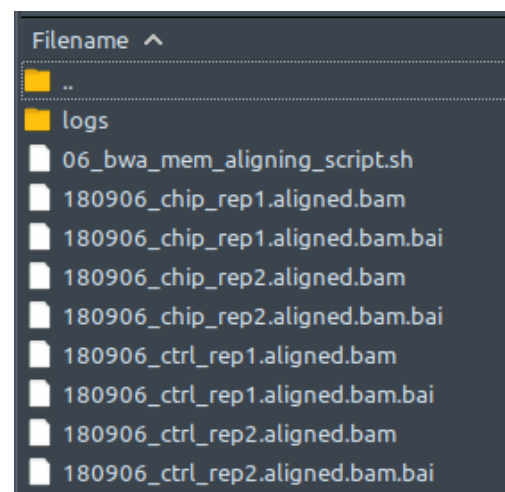 Filename
..
logs
06_bwa_mem_aligning_script.sh
180906_chip_rep1.aligned.bam
180906_chip_rep1.aligned.bam.bai
180906_chip_rep2.aligned.bam
180906_chip_rep2.aligned.bam.bai
180906_ctrl_rep1.aligned.bam
180906_ctrl_rep1.aligned.bam.bai
180906_ctrl_rep2.aligned.bam
180906_ctrl_rep2.aligned.bam.bai